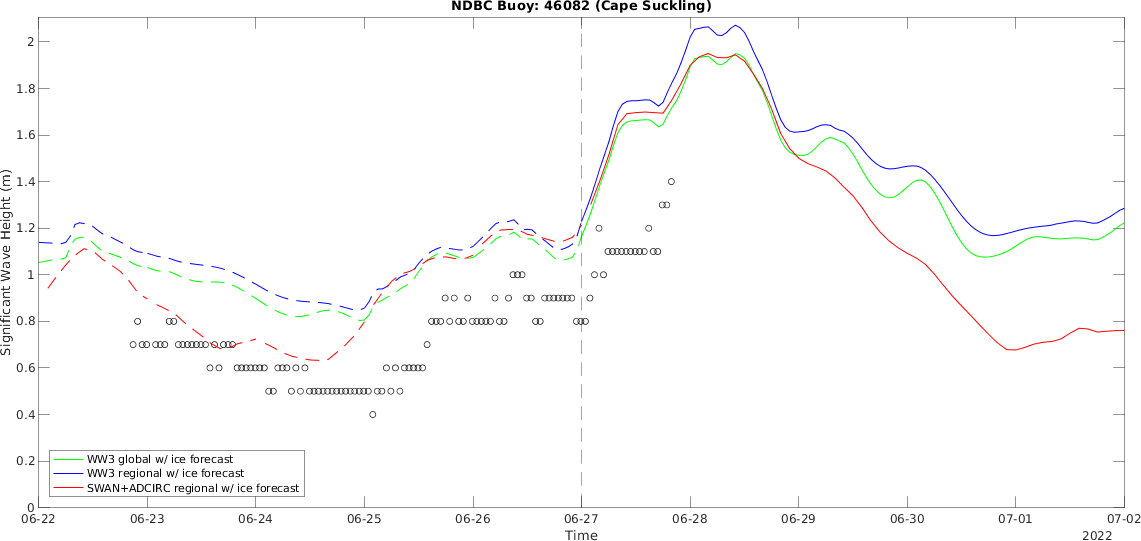 NDBC Buoy: 46082 (Cape Suckling)
Significant Wave Height (m)
2
1.8
1.6
1.4
1.2
1
0.8
0.6
0.4
0.2
0
WW3 global w/ ice forecast
WW3 regional w/ ice forecast
SWAN+ADCIRC regional w/ ice forecast
06-22 06-23 06-24 06-25 06-26 06-27 06-28 06-29 06-30 07-01 07-02
Time
2022